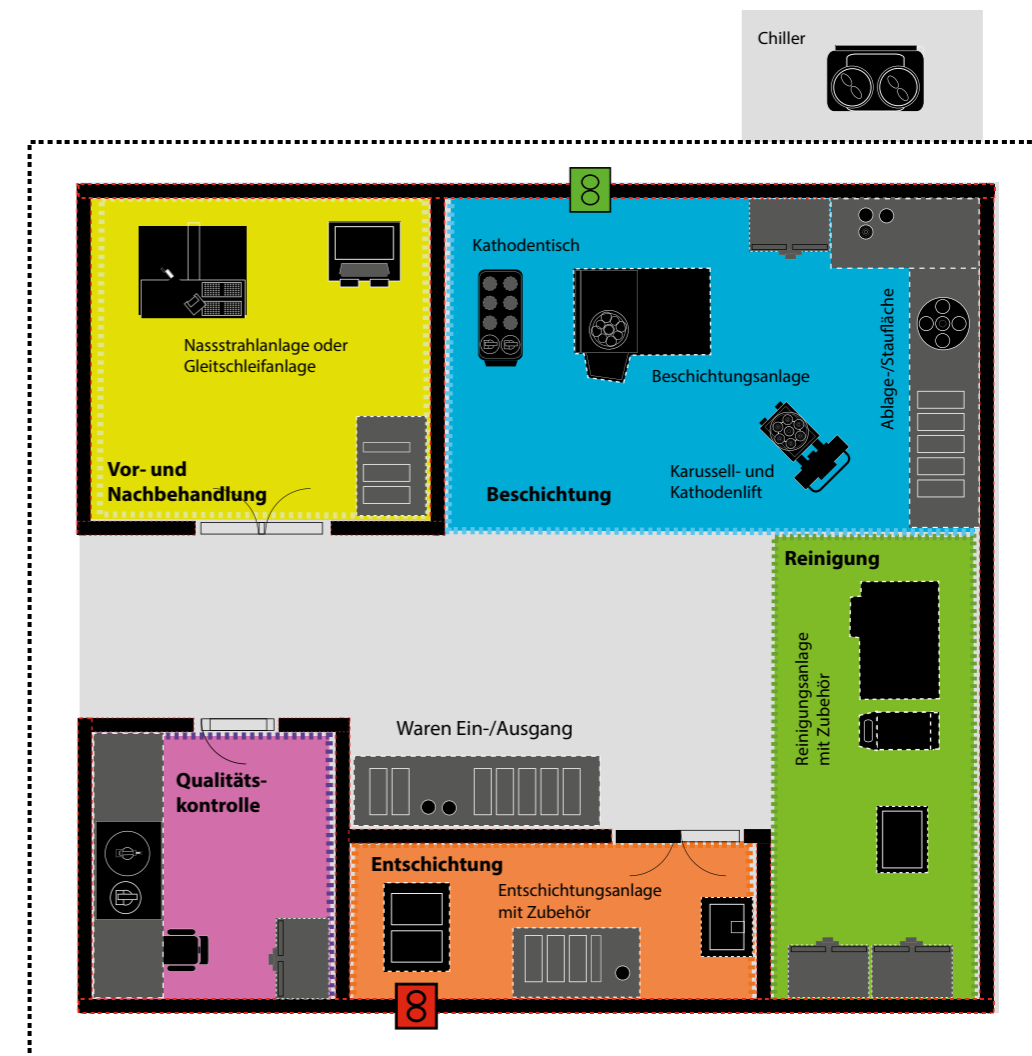 Chiller
Kathodentisch
Nassstrahlanlage oder
Gleitschleifanlage
Beschichtungsanlage
Ablage-/Staufläche
Vor- und
Nachbehandlung
Beschichtung
Karussell- und
Kathodenlift
Reinigung
Reinigungsanlage
mit Zubehör
Waren Ein-/Ausgang
Qualitäts-
kontrolle
Entschichtung
Entschichtungsanlage
mit Zubehör